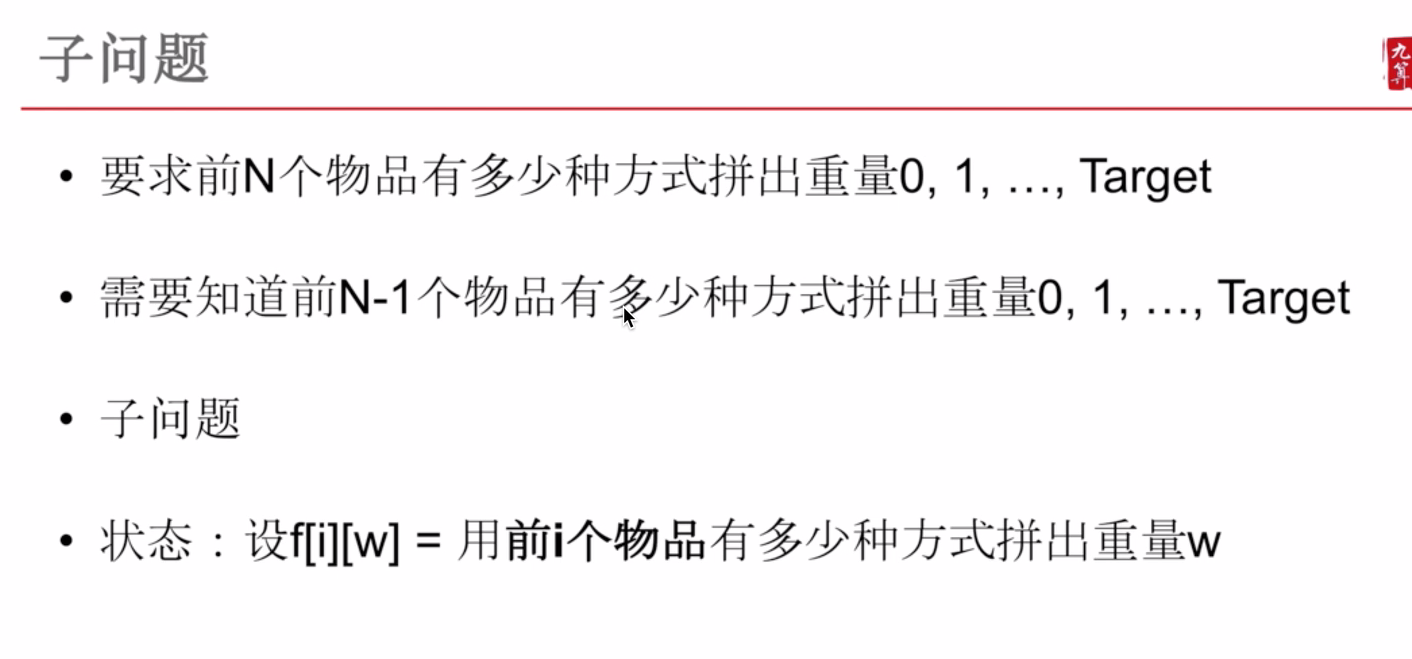 子问题
九
算
• 要求前N个物品有多少种方式拼出重量0, 1, …, Target
• 需要知道前N-1个物品有多少种方式拼出重量0, 1, …, Target
• 子问题
• 状态：设f[i][w] = 用前i个物品有多少种方式拼出重量w